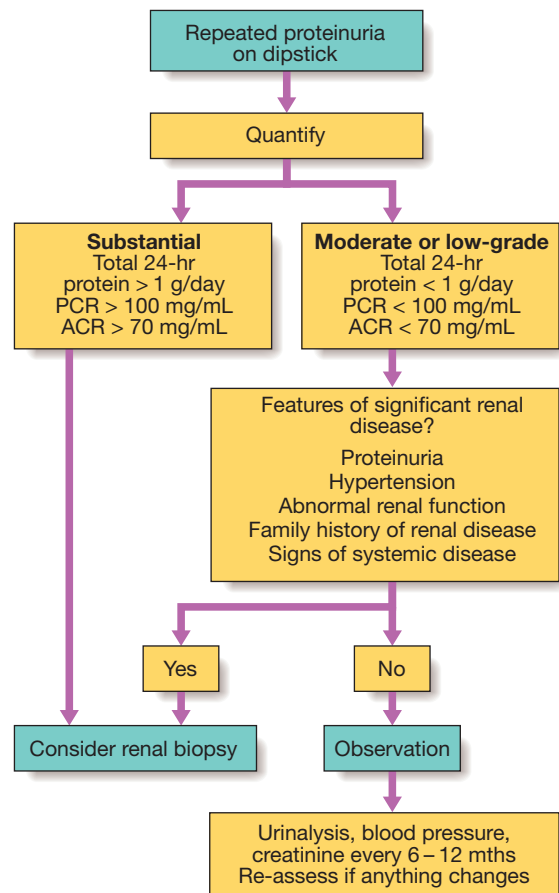 Repeated proteinuria
on dipstick
Quantify
Substantial
Total 24-hr
protein > 1 g/day
PCR > 100 mg/mL
ACR > 70 mg/mL
Moderate or low-grade
Total 24-hr
protein < 1 g/day
PCR < 100 mg/mL
ACR < 70 mg/mL
Features of significant renal
disease?
Proteinuria
Hypertension
Abnormal renal function
Family history of renal disease
Signs of systemic disease
Yes
No
Consider renal biopsy
Observation
Urinalysis, blood pressure,
creatinine every 6 – 12 mths
Re-assess if anything changes